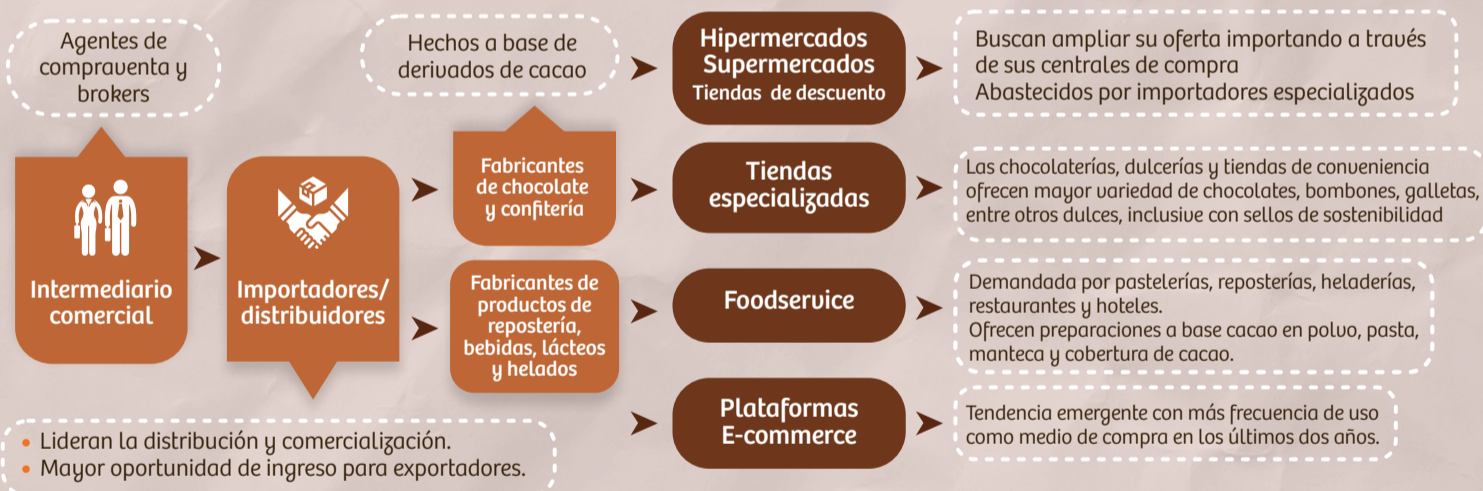 Agentes de
compraventa y
brokers
Intermediario
comercial
Importadores/
distribuidores
Lideran la distribución y comercialización.
Mayor oportunidad de ingreso para exportadores.
Hechos a base de
derivados de cacao
Fabricantes
de chocolate
y confitería
Fabricantes de
productos de
repostería,
bebidas, lácteos
y helados
Hipermercados
Supermercados
Tiendas de descuento
Buscan ampliar su oferta importando a través
de sus centrales de compra
Abastecidos por importadores especializados
Tiendas
especializadas
Las chocolaterías, dulcerías y tiendas de conveniencia
ofrecen mayor variedad de chocolates, bombones, galletas,
entre otros dulces, inclusive con sellos de sostenibilidad
Foodservice
Demandada por pastelerías, reposterías, heladerías,
restaurantes y hoteles.
Ofrecen preparaciones a base cacao en polvo, pasta,
manteca y cobertura de cacao.
Plataformas
E-commerce
Tendencia emergente con más frecuencia de uso
como medio de compra en los últimos dos años.